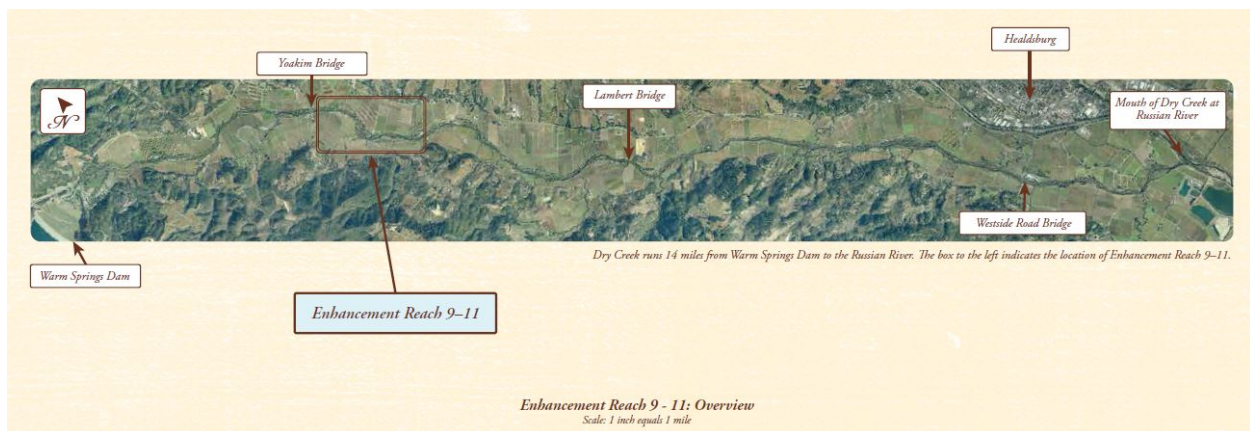 Healdsburg
Yoakim Bridge
Lambert Bridge
Mouth of Dry Creek at
Russian River
N
Westside Road Bridge
Dry Creek runs 14 miles from Warm Springs Dam to the Russian River. The box to the left indicates the location of Enhancement Reach 9–11.
Warm Springs Dam
Enhancement Reach 9–11
Enhancement Reach 9 - 11: Overview
Scale: 1 inch equals 1 mile